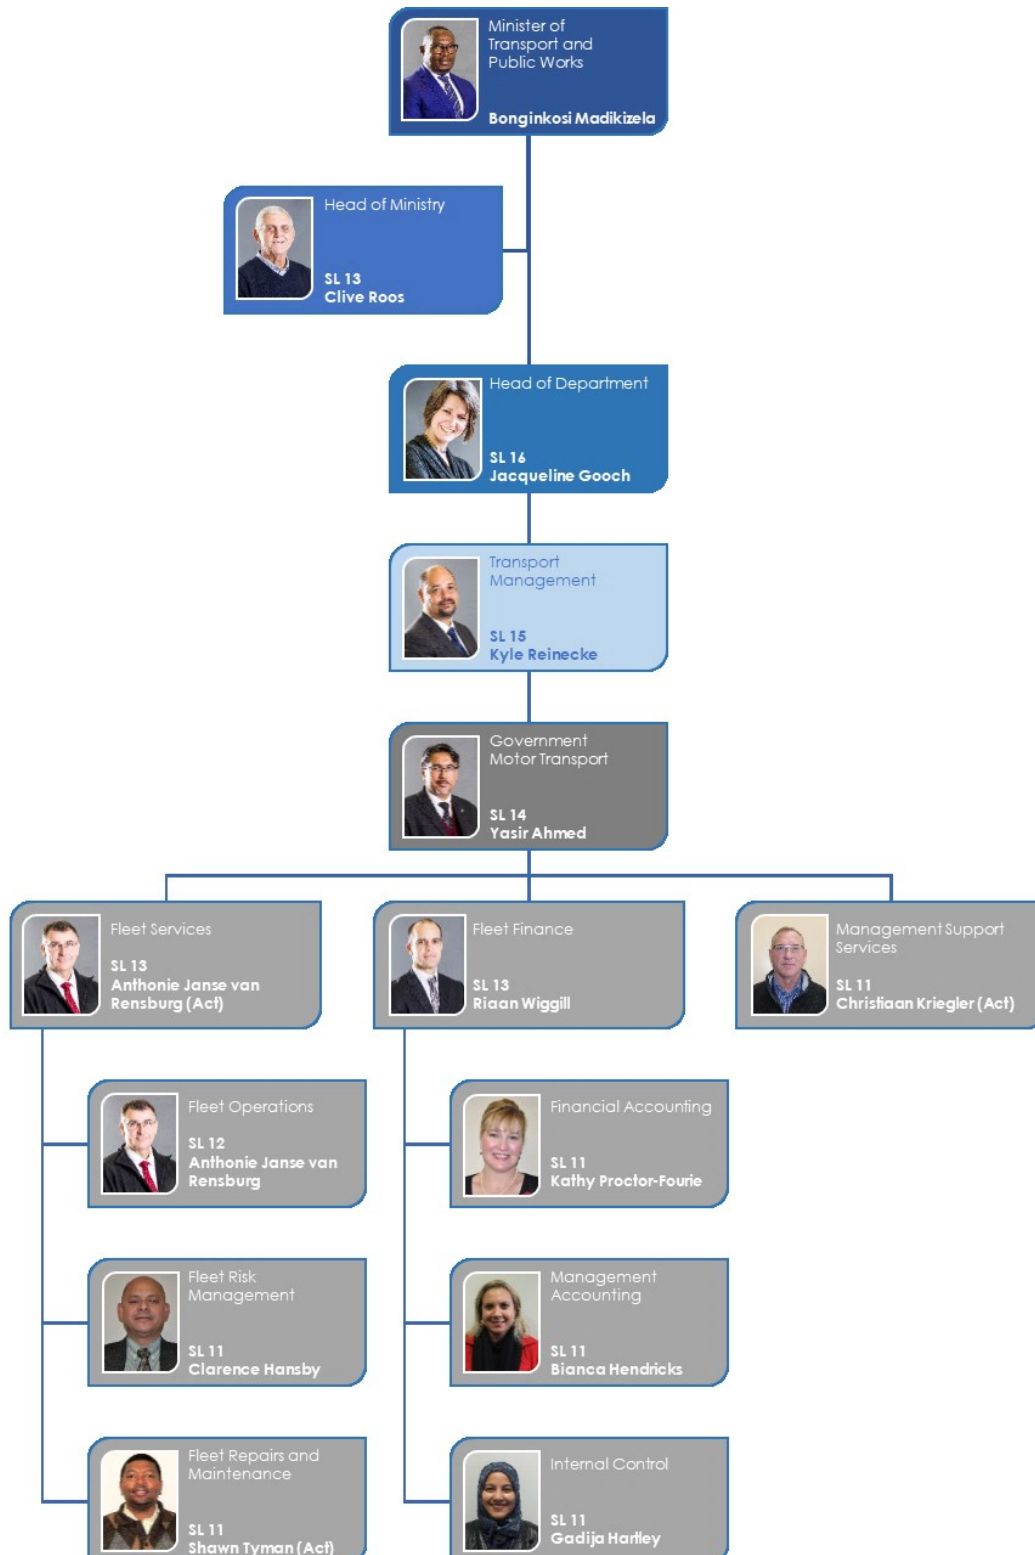 Minister of
Transport and
Public Works
Bonginkosi Madikizela
Head of Ministry
SL 13
Clive Roos
Head of Department
SL 16
Jacqueline Gooch
Transport
Management
SL 15
Kyle Reinecke
Government
Motor Transport
SL 14
Yasir Ahmed
Fleet Services
SL 13
Anthonie Janse van
Rensburg (Act)
Fleet Finance
SL 13
Riaan Wiggill
Management Support
Services
SL 11
Christiaan Kriegler (Act)
Fleet Operations
SL 12
Anthonie Janse van
Rensburg
Financial Accounting
SL 11
Kathy Proctor-Fourie
Fleet Risk
Management
SL 11
Clarence Hansby
Management
Accounting
SL 11
Bianca Hendricks
Fleet Repairs and
Maintenance
SL 11
Shawn Tyman (Act)
Internal Control
SL 11
Gadija Hartley